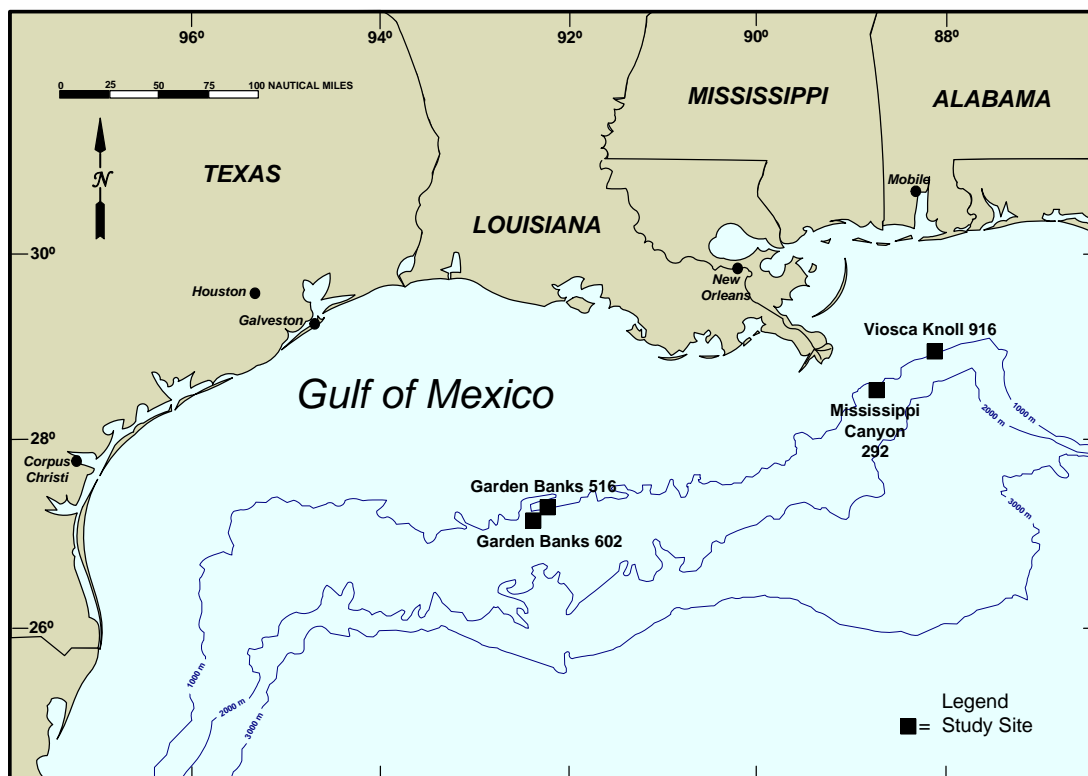 96º
94º
92º
90º
88º
0 25 50 75 100 NAUTICAL MILES
N
MISSISSIPPI
ALABAMA
TEXAS
LOUISIANA
Mobile
30º
New
Orleans
Houston
Galveston
Viosca Knoll 916
Gulf of Mexico
Mississippi
Canyon
292
1000 m
2000 m
28º
Corpus
Christi
Garden Banks 516
Garden Banks 602
3000 m
26º
1000 m
2000 m
3000 m
Legend
= Study Site